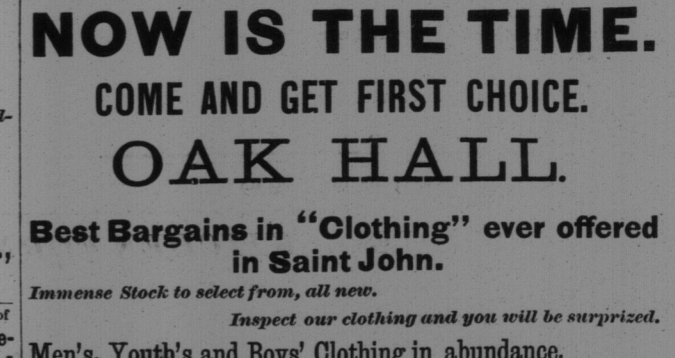 NOW IS THE TIME.
COME AND GET FIRST CHOICE.
OAK HALL.
Best Bargains in "Clothing" ever offered
in Saint John.
Immense Stock to select from, all new.
Inspect our clothing and you will be surprized.
Men's, Youth's and Boys' Clothing in abundance.